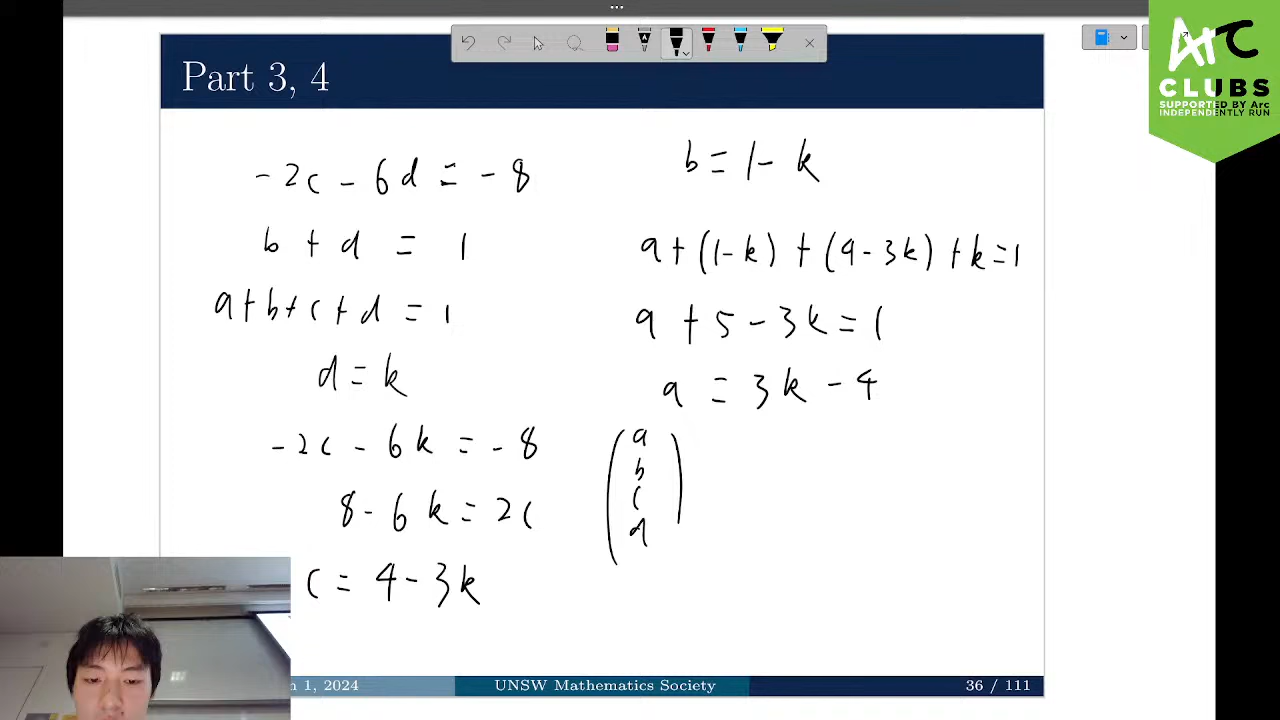 Part 3, 4
ArC
CLUBS
SUPPORTED BY Arc
INDEPENDENTLY RUN
-2c - 6d = -8
b + d = 1
a+b+c+d = 1
d = k
-2c - 6k = -8
8 - 6k = 2c
c = 4 - 3k
b = 1 - k
a + (1-k) + (4-3k) + k = 1
a + 5 - 3k = 1
a = 3k - 4
a
b
c
d
1, 2024
UNSW Mathematics Society
36 / 111